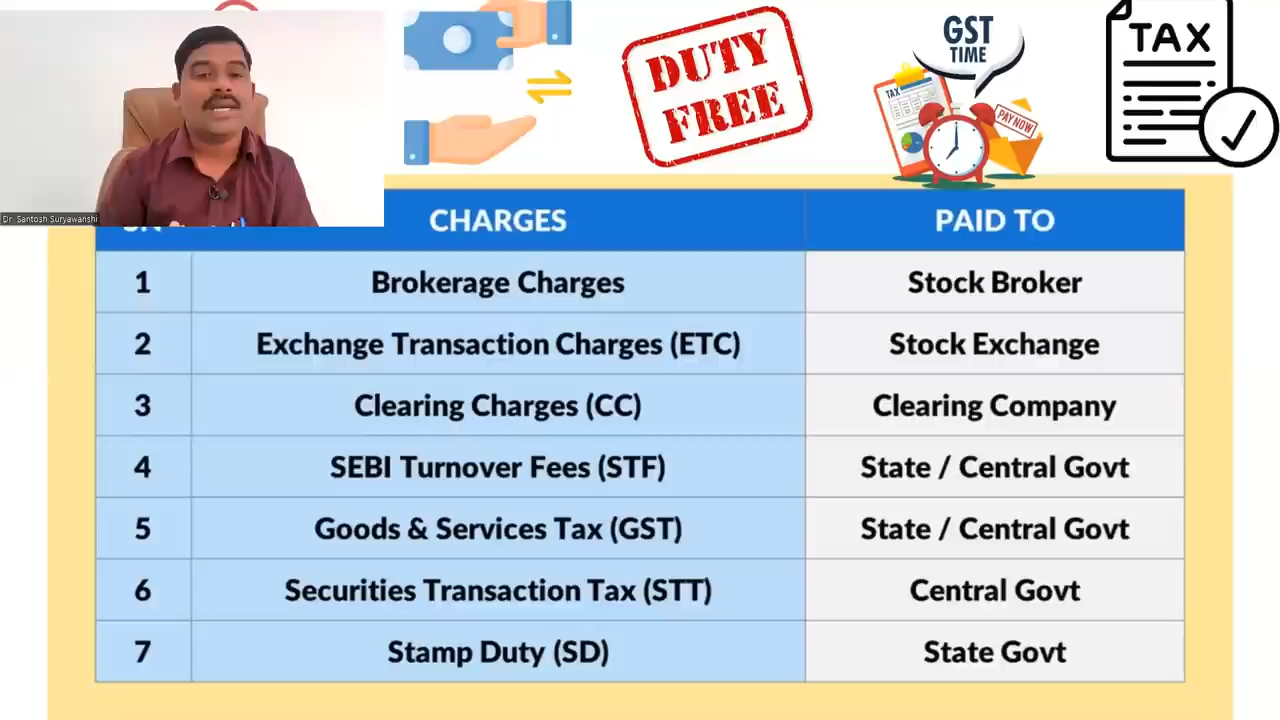 DUTY
FREE
GST
TIME
TAX
PAY NOW
TAX
Dr. Santosh Suryawanshi
SN CHARGES PAID TO
1 Brokerage Charges Stock Broker
2 Exchange Transaction Charges (ETC) Stock Exchange
3 Clearing Charges (CC) Clearing Company
4 SEBI Turnover Fees (STF) State / Central Govt
5 Goods & Services Tax (GST) State / Central Govt
6 Securities Transaction Tax (STT) Central Govt
7 Stamp Duty (SD) State Govt